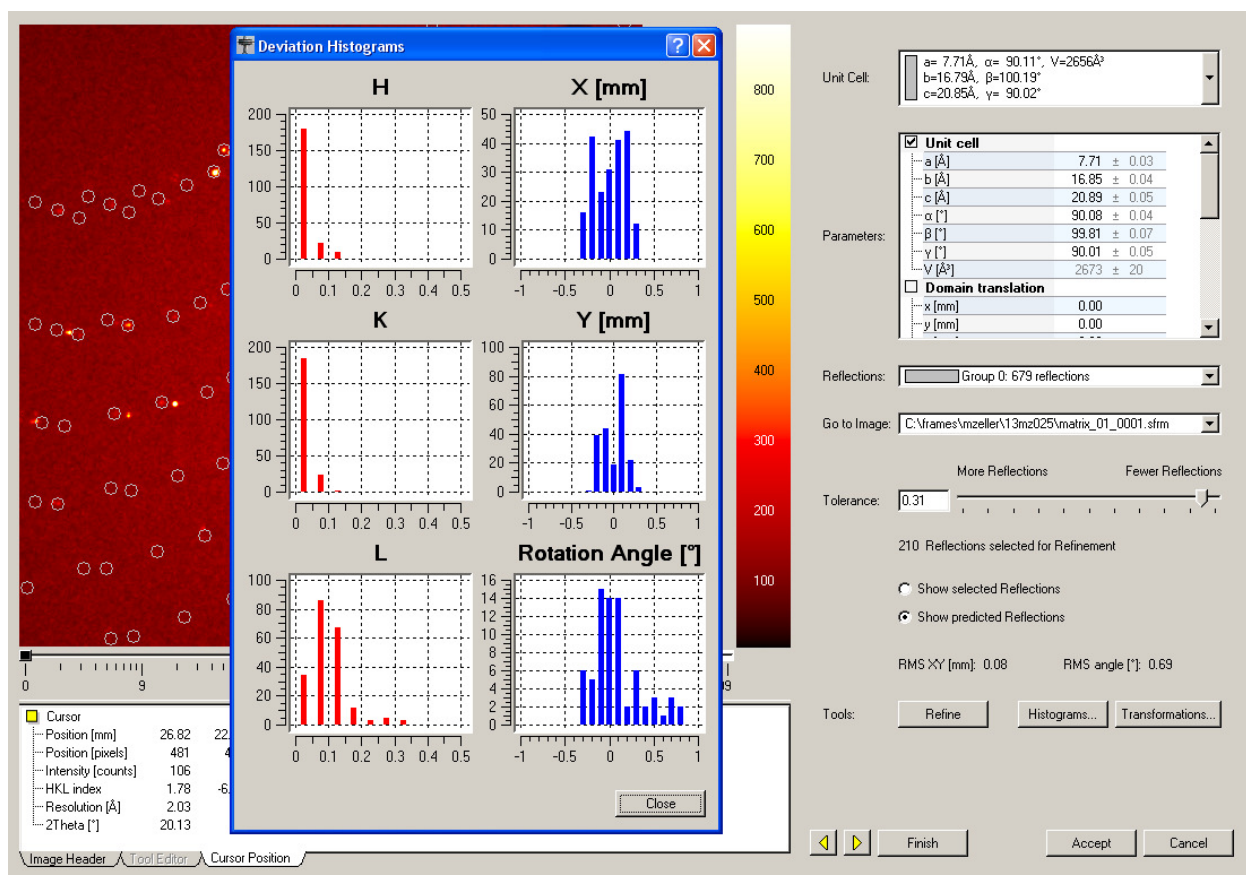 Deviation Histograms
H
200
150
100
50
0
0 0.1 0.2 0.3 0.4 0.5
X [mm]
50
40
30
20
10
0
-1 -0.5 0 0.5 1
K
200
150
100
50
0
0 0.1 0.2 0.3 0.4 0.5
Y [mm]
100
80
60
40
20
0
-1 -0.5 0 0.5 1
L
100
80
60
40
20
0
0 0.1 0.2 0.3 0.4 0.5
Rotation Angle [°]
16
14
12
10
8
6
4
2
0
-1 -0.5 0 0.5 1
Close
800
700
600
500
400
300
200
100
0 9
Cursor
Position [mm] 26.82 22.
Position [pixels] 481 4
Intensity [counts] 106
HKL index 1.78 -6.
Resolution [Å] 2.03
2Theta [°] 20.13
Image Header
Tool Editor
Cursor Position
Unit Cell:
a= 7.71Å, α= 90.11°, V=2656Å³
b=16.79Å, β=100.19°
c=20.85Å, γ= 90.02°
Parameters:
Unit cell
a [Å] 7.71 ± 0.03
b [Å] 16.85 ± 0.04
c [Å] 20.89 ± 0.05
α [°] 90.08 ± 0.04
β [°] 99.81 ± 0.07
γ [°] 90.01 ± 0.05
V [Å³] 2673 ± 20
Domain translation
x [mm] 0.00
y [mm] 0.00
Reflections: Group 0: 679 reflections
Go to Image: C:\frames\mzeller\13mz025\matrix_01_0001.sfrm
More Reflections Fewer Reflections
Tolerance: 0.31
210 Reflections selected for Refinement
Show selected Reflections
Show predicted Reflections
RMS XY [mm]: 0.08 RMS angle [°]: 0.69
Tools: Refine Histograms... Transformations...
Finish Accept Cancel